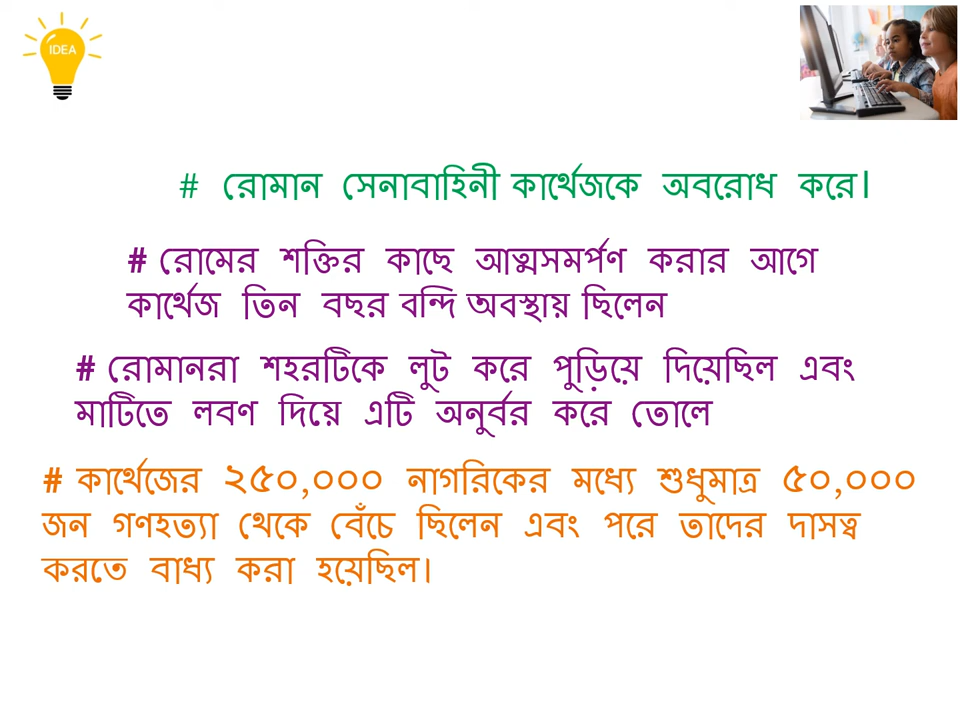 IDEA
# রোমান সেনাবাহিনী কার্থেজকে অবরোধ করে।
# রোমের শক্তির কাছে আত্মসমর্পণ করার আগে
কার্থেজ তিন বছর বন্দি অবস্থায় ছিলেন
# রোমানরা শহরটিকে লুট করে পুড়িয়ে দিয়েছিল এবং
মাটিতে লবণ দিয়ে এটি অনুর্বর করে তোলে
# কার্থেজের ২৫০,০০০ নাগরিকের মধ্যে শুধুমাত্র ৫০,০০০
জন গণহত্যা থেকে বেঁচে ছিলেন এবং পরে তাদের দাসত্ব
করতে বাধ্য করা হয়েছিল।